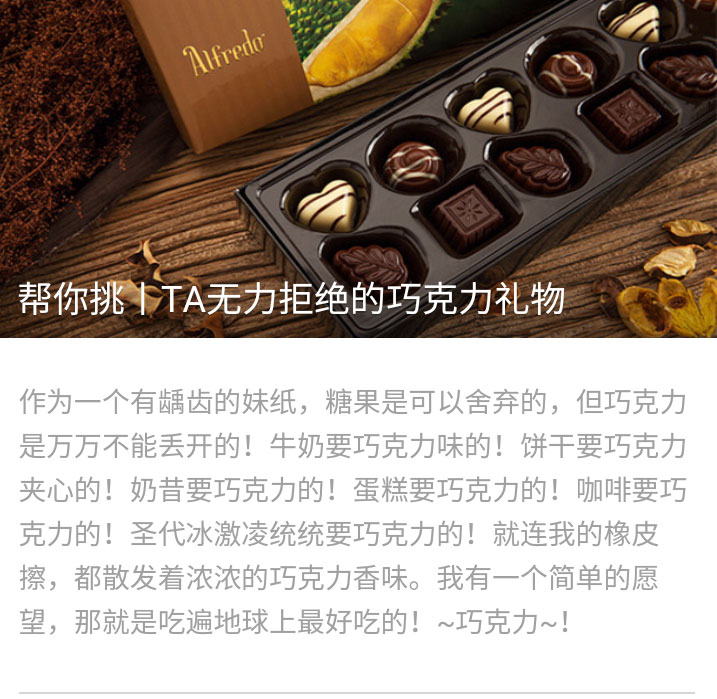 Alfredo
帮你挑丨TA无力拒绝的巧克力礼物
作为一个有龋齿的妹纸，糖果是可以舍弃的，但巧克力
是万万不能丢开的！牛奶要巧克力味的！饼干要巧克力
夹心的！奶昔要巧克力的！蛋糕要巧克力的！咖啡要巧
克力的！圣代冰激凌统统要巧克力的！就连我的橡皮
擦，都散发着浓浓的巧克力香味。我有一个简单的愿
望，那就是吃遍地球上最好吃的！~巧克力~！